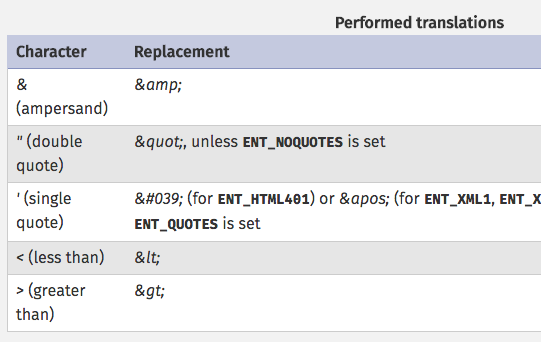 Performed translations
Character Replacement
& &amp;
(ampersand)
" (double &quot;, unless ENT_NOQUOTES is set
quote)
' (single &#039; (for ENT_HTML401) or &apos; (for ENT_XML1, ENT_X
quote) ENT_QUOTES is set
< (less than) &lt;
> (greater &gt;
than)